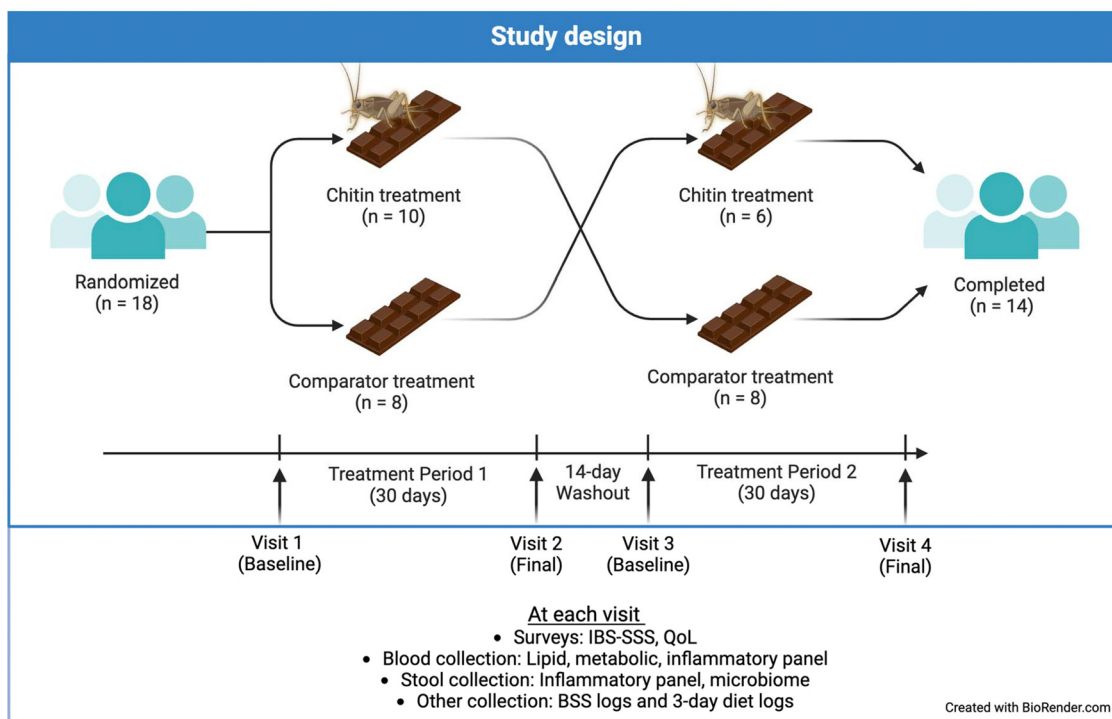 Study design
Chitin treatment
(n = 10)
Chitin treatment
(n = 6)
Randomized
(n = 18)
Completed
(n = 14)
Comparator treatment
(n = 8)
Comparator treatment
(n = 8)
Treatment Period 1
(30 days)
14-day
Washout
Treatment Period 2
(30 days)
Visit 1
(Baseline)
Visit 2
(Final)
Visit 3
(Baseline)
Visit 4
(Final)
At each visit
• Surveys: IBS-SSS, QoL
• Blood collection: Lipid, metabolic, inflammatory panel
• Stool collection: Inflammatory panel, microbiome
• Other collection: BSS logs and 3-day diet logs
Created with BioRender.com